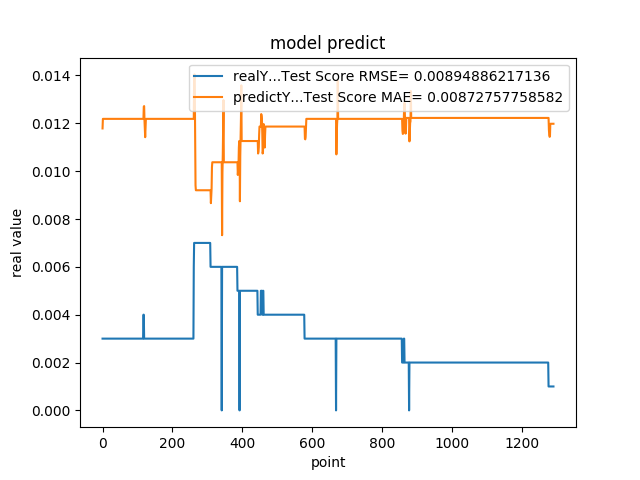 model predict
realY...Test Score RMSE= 0.00894886217136
predictY...Test Score MAE= 0.00872757758582
real value
0.014
0.012
0.010
0.008
0.006
0.004
0.002
0.000
0 200 400 600 800 1000 1200
point